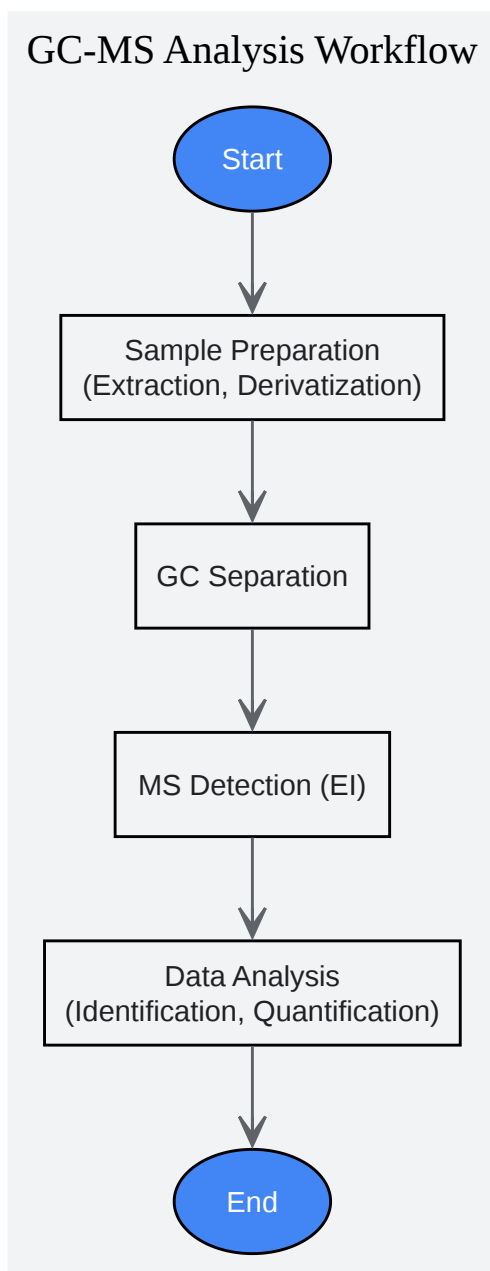 GC-MS Analysis Workflow
Start
Sample Preparation
(Extraction, Derivatization)
GC Separation
MS Detection (EI)
Data Analysis
(Identification, Quantification)
End